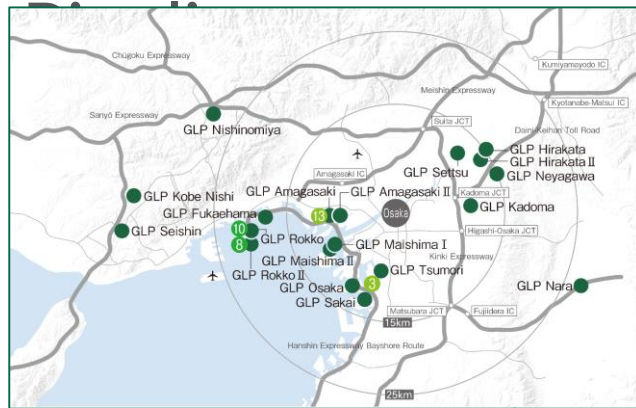 Chūgoku Expressway
Kumiyamayodo IC
Meishin Expressway
Kyotanabe-Matsui IC
Sanyō Expressway
Suita JCT
Daini-Keihan Toll Road
GLP Nishinomiya
GLP Hirakata
GLP Hirakata II
GLP Settsu
GLP Neyagawa
Amagasaki IC
GLP Kobe Nishi
GLP Amagasaki
GLP Amagasaki II
Kadoma JCT
GLP Fukaehama
13
Osaka
GLP Kadoma
GLP Seishin
10
GLP Rokko
8
GLP Maishima I
Higashi-Osaka JCT
GLP Maishima II
Kinki Expressway
GLP Rokko II
GLP Tsumori
GLP Osaka
3
GLP Nara
GLP Sakai
Matsubara JCT
Fujiidera IC
15km
Hanshin Expressway Bayshore Route
25km